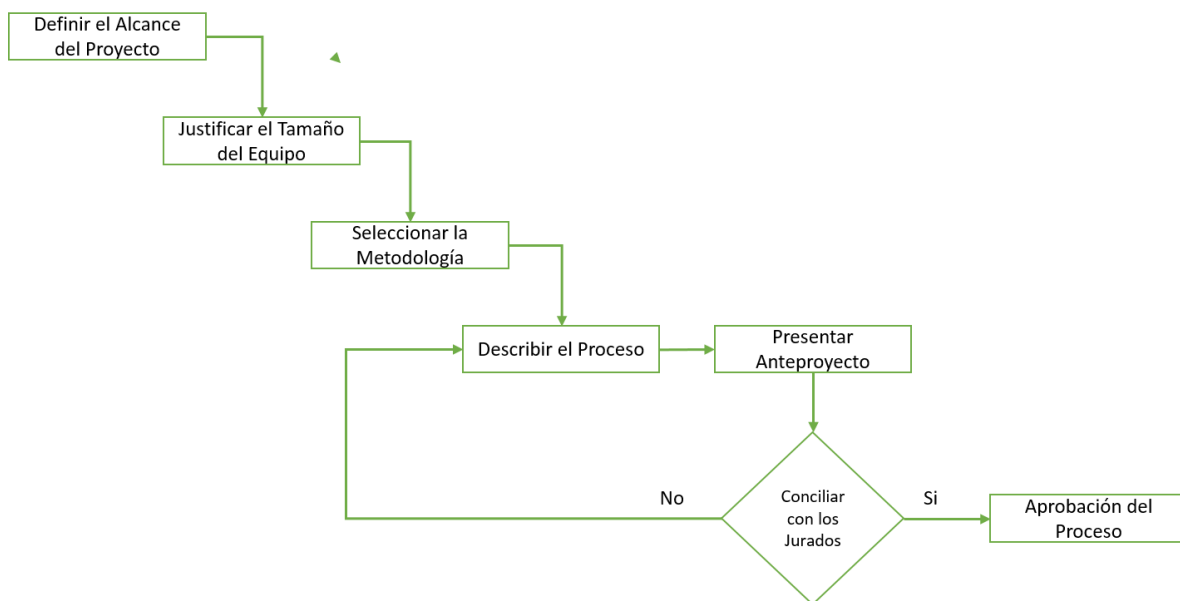 Definir el Alcance
del Proyecto
Justificar el Tamaño
del Equipo
Seleccionar la
Metodología
Describir el Proceso
Presentar
Anteproyecto
Conciliar
con los
Jurados
No
Si
Aprobación del
Proceso